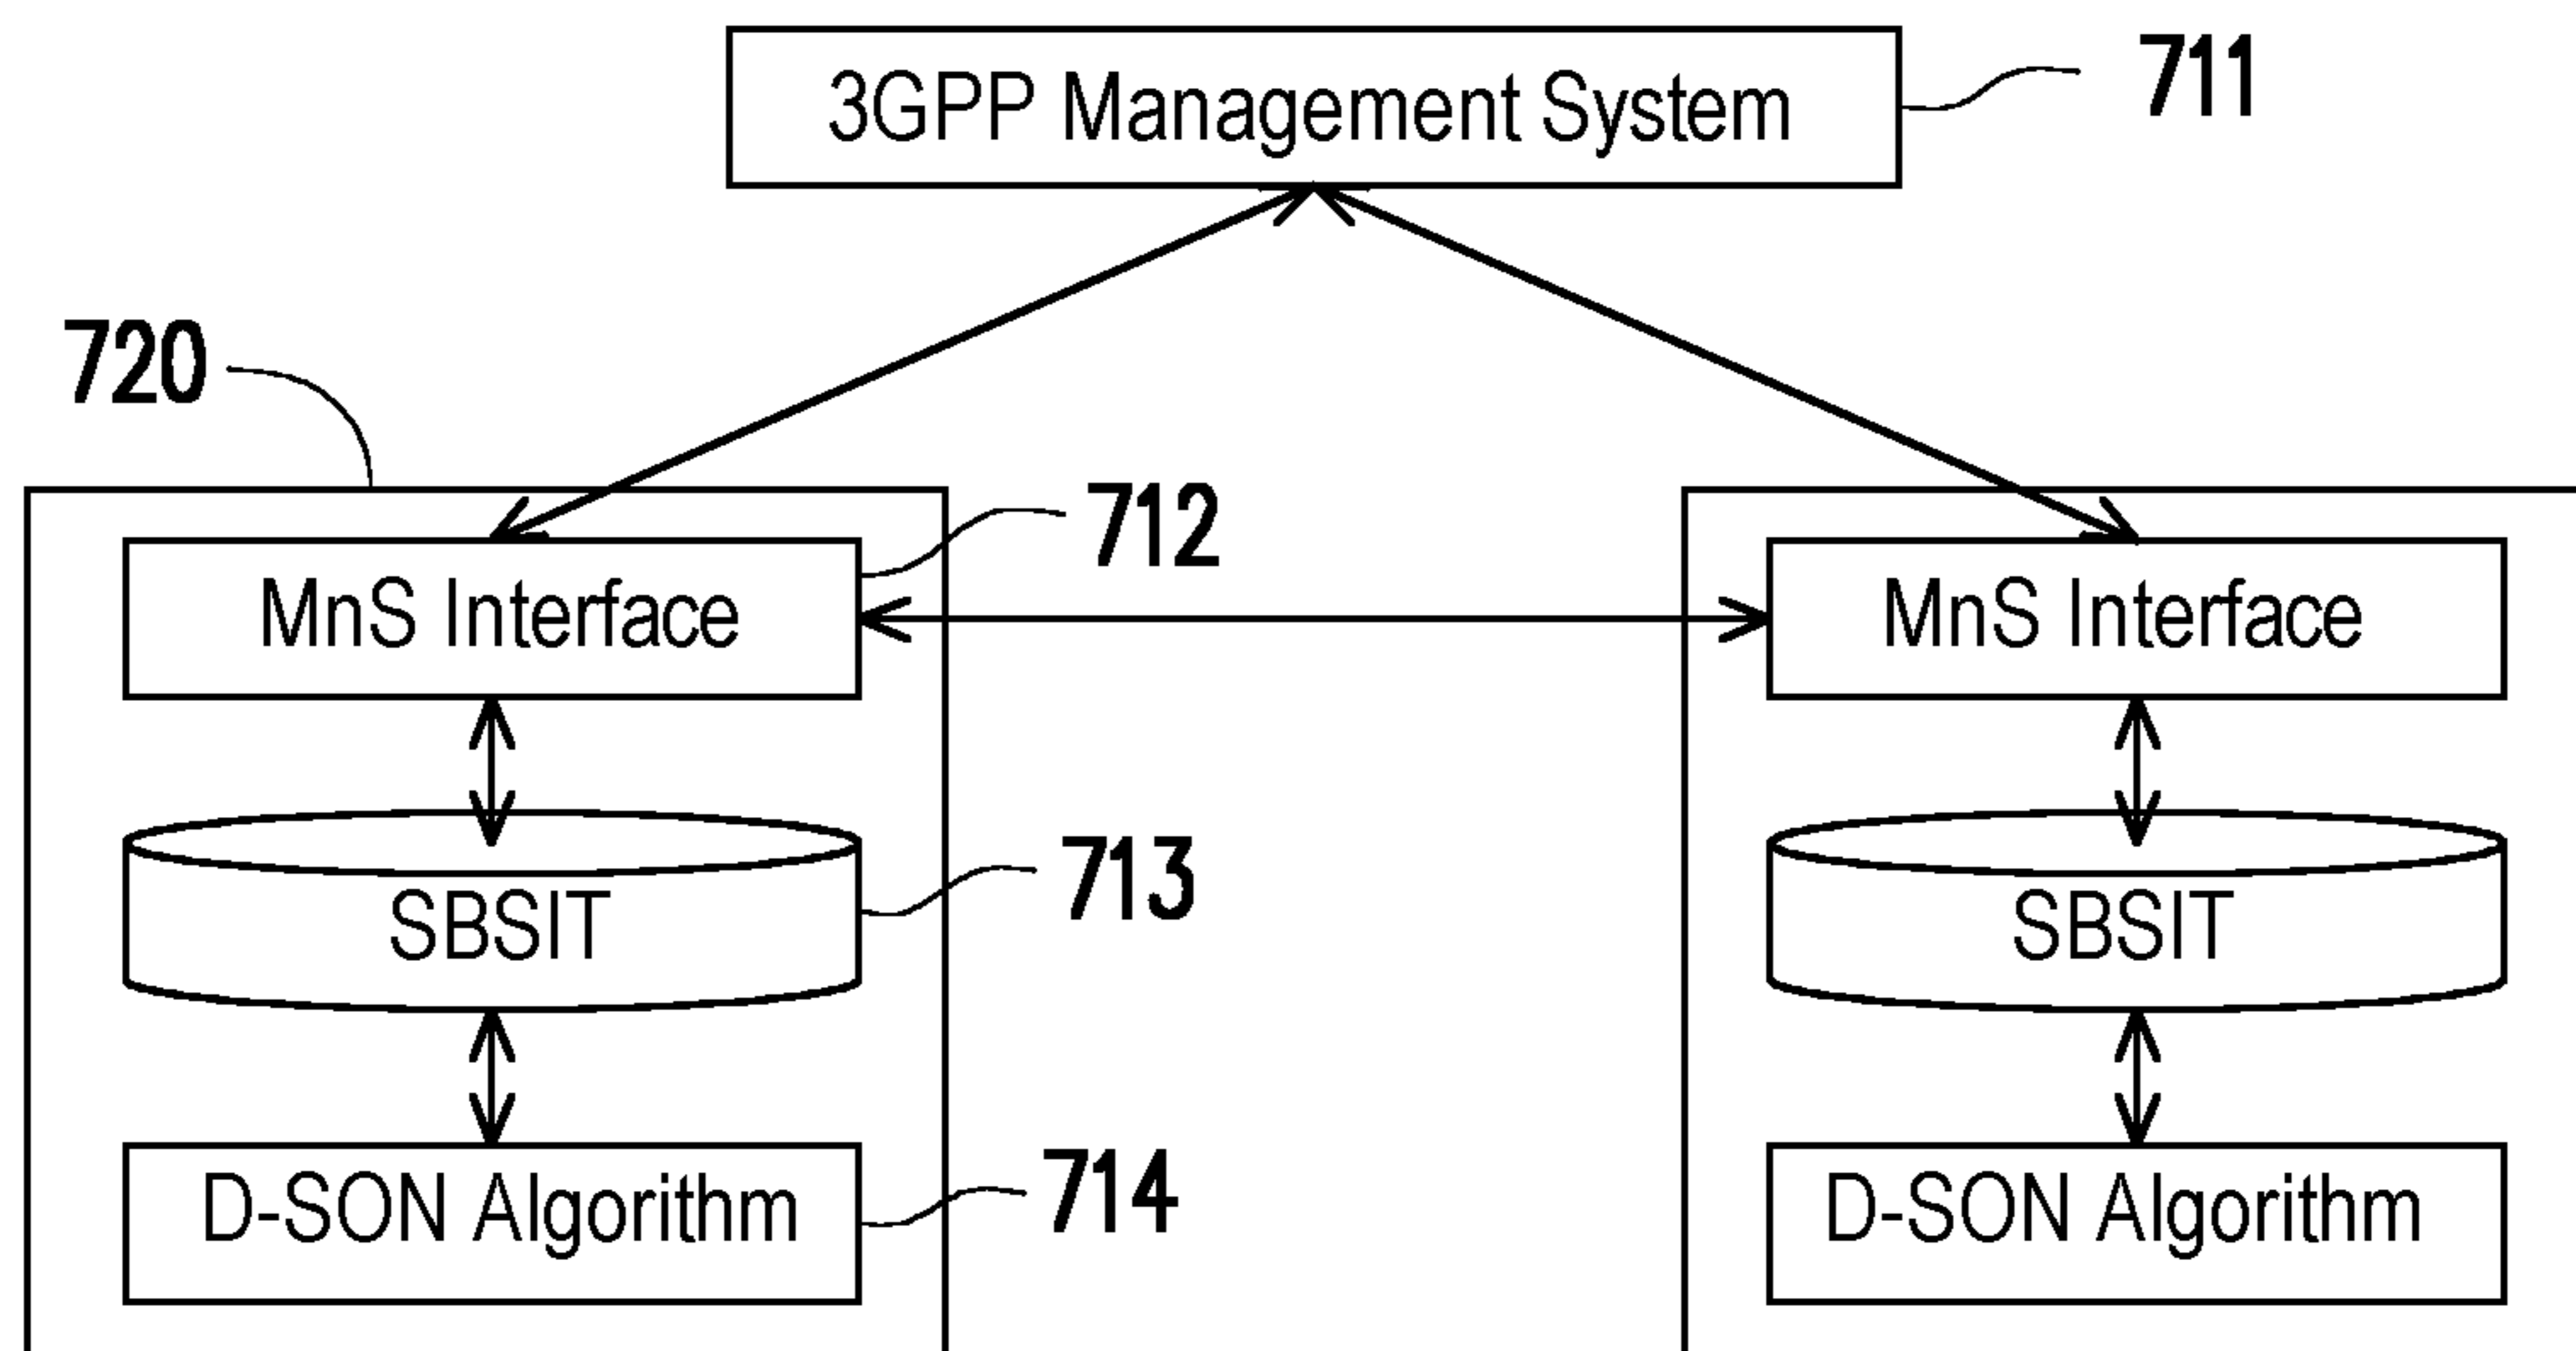 3GPP Management System
711
720
MnS Interface
712
MnS Interface
SBSIT
713
SBSIT
D-SON Algorithm
714
D-SON Algorithm